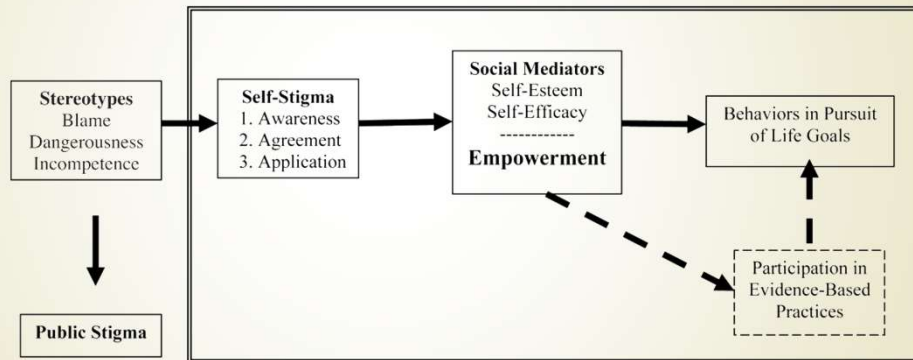 Stereotypes
Blame
Dangerousness
Incompetence
Public Stigma
Self-Stigma
1. Awareness
2. Agreement
3. Application
Social Mediators
Self-Esteem
Self-Efficacy
------------
Empowerment
Behaviors in Pursuit
of Life Goals
Participation in
Evidence-Based
Practices